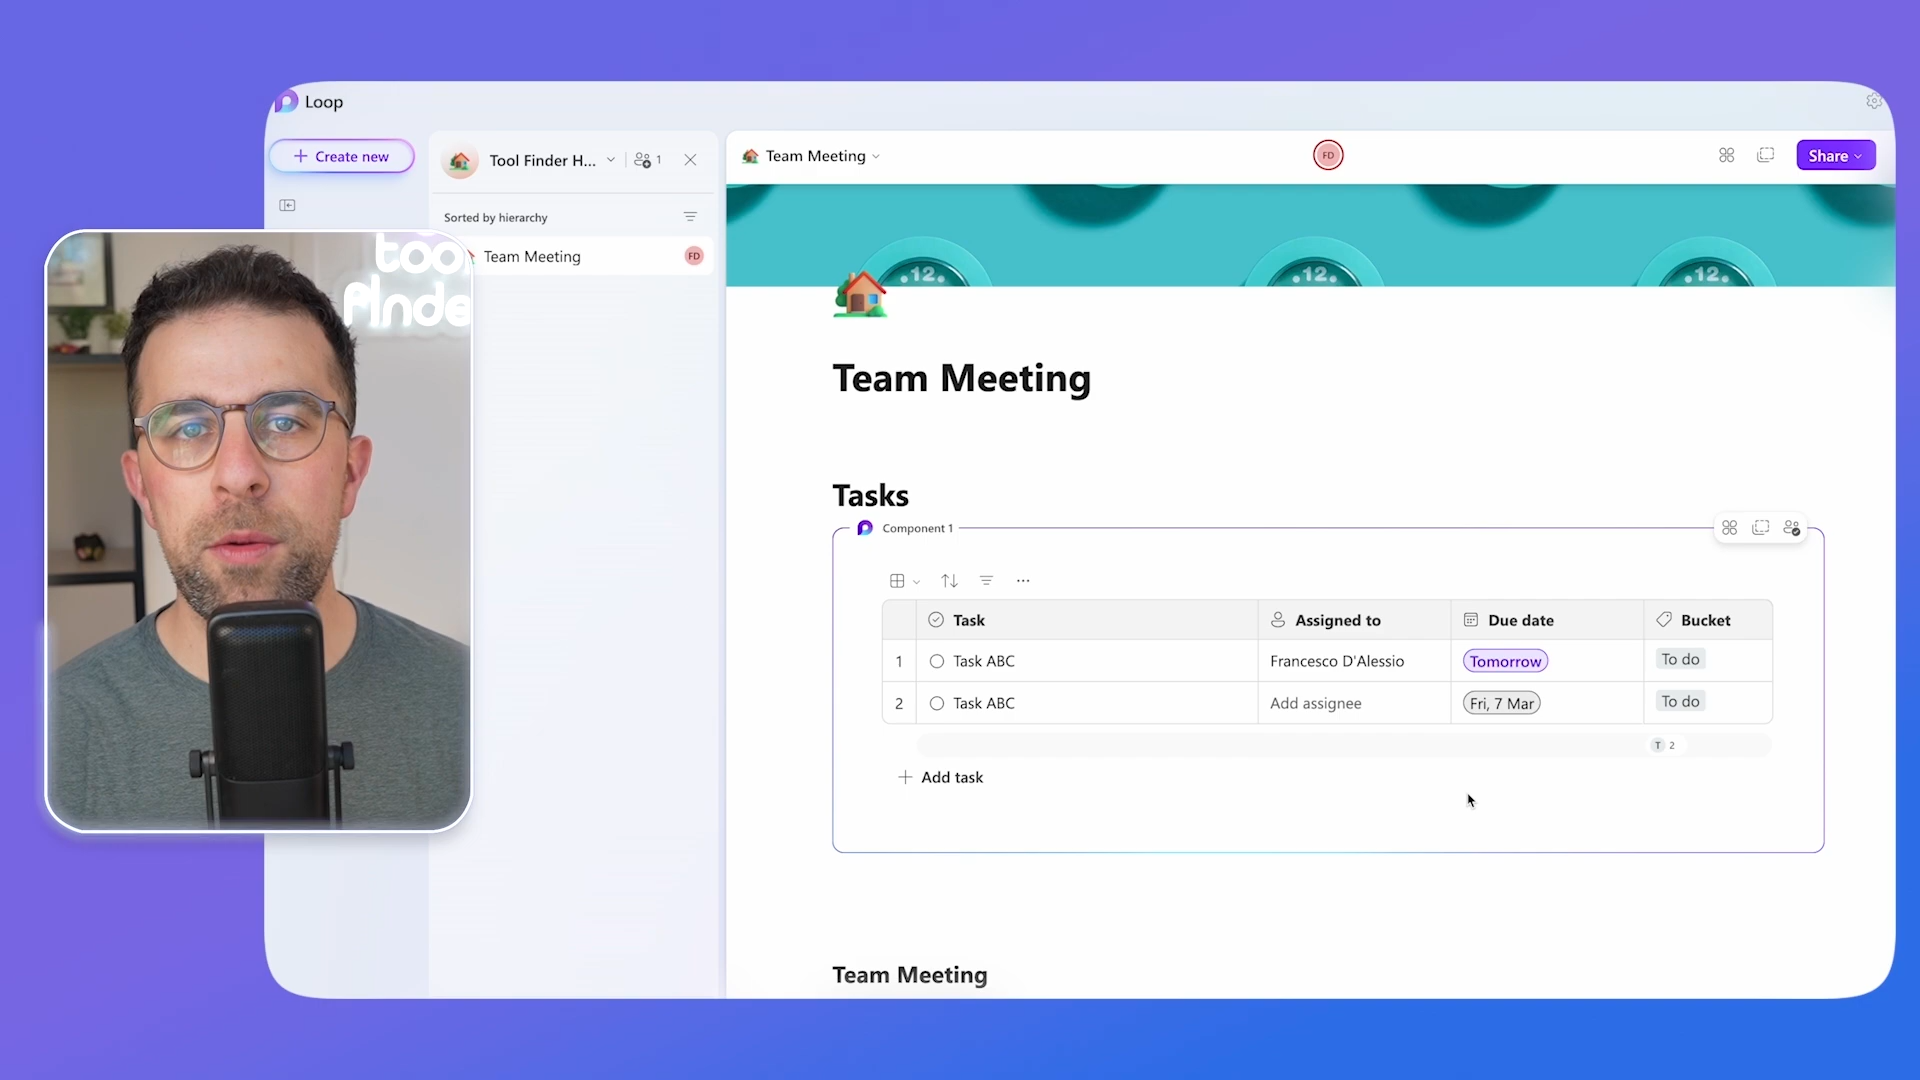 Loop
Create new
Tool Finder H...
1
Team Meeting
FD
Share
Sorted by hierarchy
Team Meeting
FD
tool
finde
.12.
.12.
.12.
Team Meeting
Tasks
Component 1
Task Assigned to Due date Bucket
1 Task ABC Francesco D'Alessio Tomorrow To do
2 Task ABC Add assignee Fri, 7 Mar To do
T 2
Add task
Team Meeting